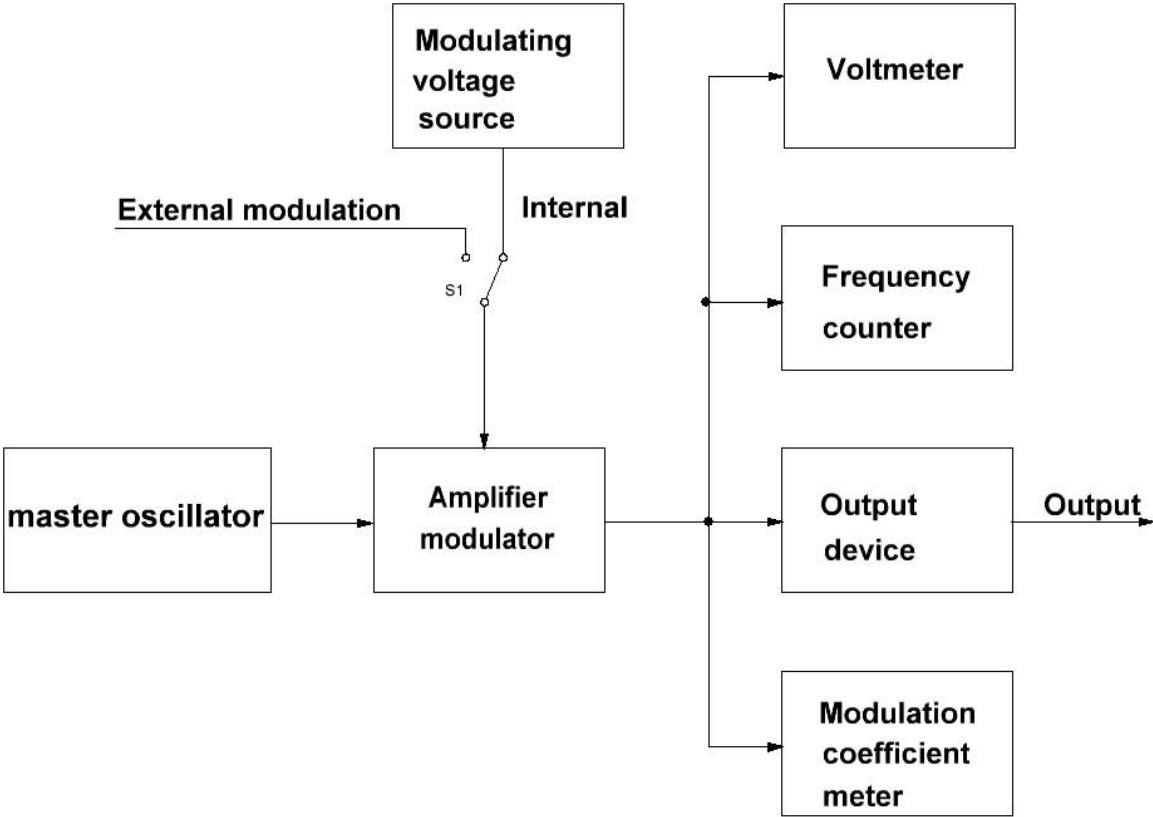 Modulating
voltage
source
Voltmeter
External modulation
Internal
S1
Frequency
counter
master oscillator
Amplifier
modulator
Output
device
Output
Modulation
coefficient
meter